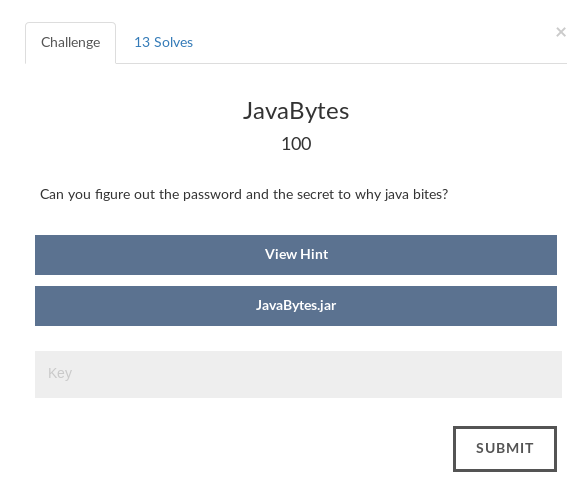 Challenge
13 Solves
×
JavaBytes
100
Can you figure out the password and the secret to why java bites?
View Hint
JavaBytes.jar
Key
SUBMIT